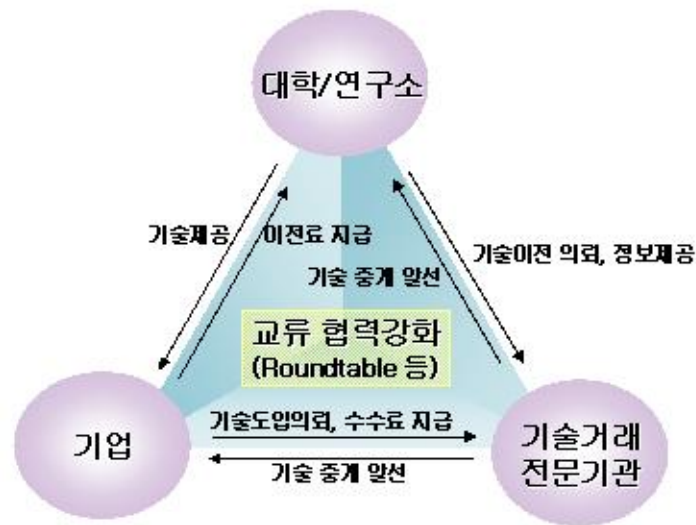 대학/연구소
기술제공
이전료 지급
기술이전 의뢰, 정보제공
기술 중계 알선
교류 협력강화
(Roundtable 등)
기업
기술도입의뢰, 수수료 지급
기술 중계 알선
기술거래
전문기관